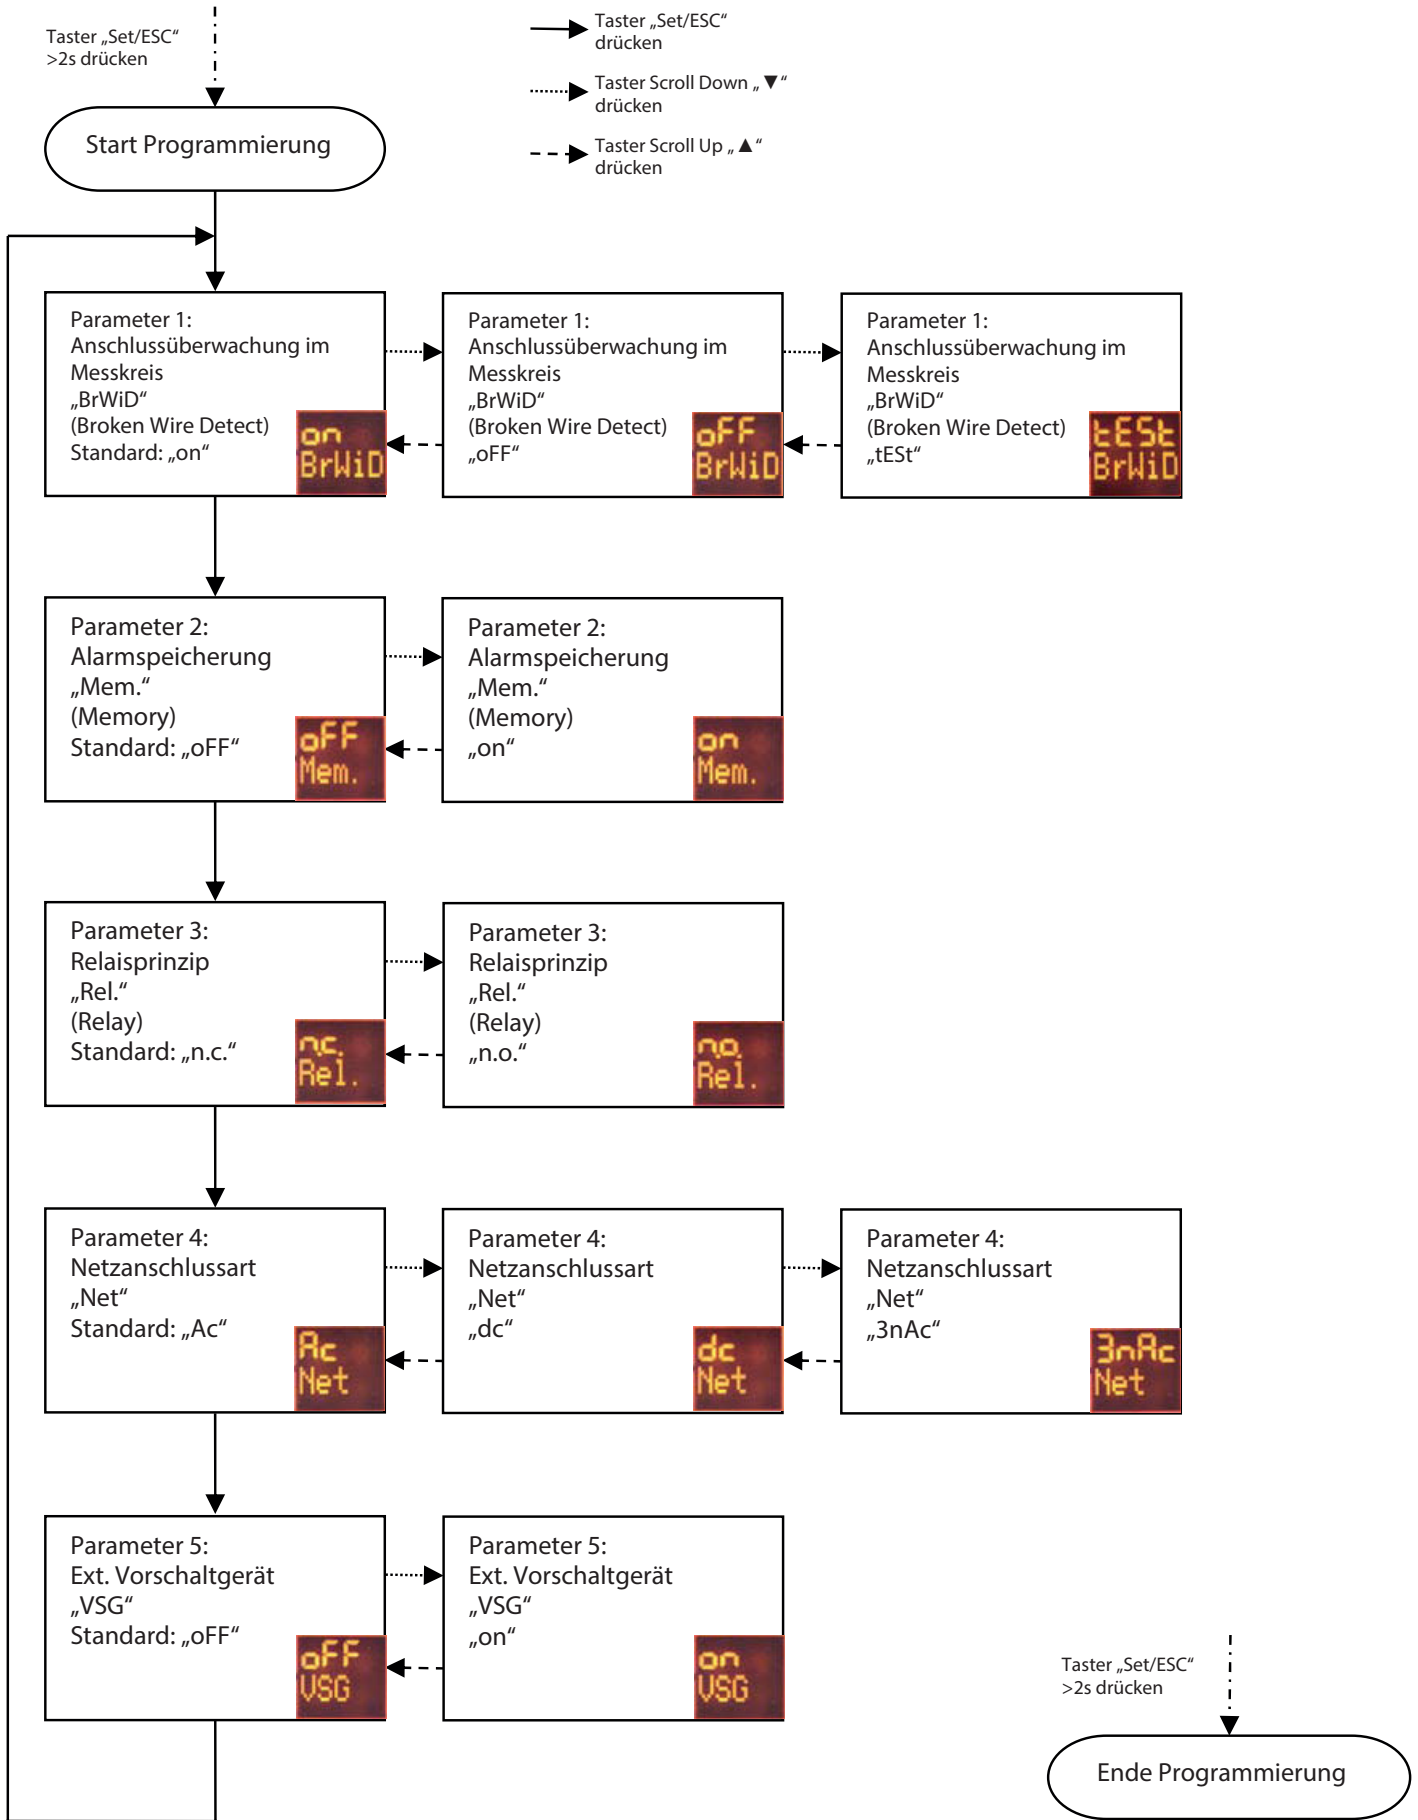 Taster „Set/ESC“
>2s drücken
Taster „Set/ESC“
drücken
Taster Scroll Down „▼“
drücken
Taster Scroll Up „▲“
drücken
Start Programmierung
Parameter 1:
Anschlussüberwachung im
Messkreis
„BrWiD“
(Broken Wire Detect)
Standard: „on“
on
BrWiD
Parameter 1:
Anschlussüberwachung im
Messkreis
„BrWiD“
(Broken Wire Detect)
„oFF“
oFF
BrWiD
Parameter 1:
Anschlussüberwachung im
Messkreis
„BrWiD“
(Broken Wire Detect)
„tESt“
tESt
BrWiD
Parameter 2:
Alarmspeicherung
„Mem.“
(Memory)
Standard: „oFF“
oFF
Mem.
Parameter 2:
Alarmspeicherung
„Mem.“
(Memory)
„on“
on
Mem.
Parameter 3:
Relaisprinzip
„Rel.“
(Relay)
Standard: „n.c.“
n.c.
Rel.
Parameter 3:
Relaisprinzip
„Rel.“
(Relay)
„n.o.“
n.o.
Rel.
Parameter 4:
Netzanschlussart
„Net“
Standard: „Ac“
Ac
Net
Parameter 4:
Netzanschlussart
„Net“
„dc“
dc
Net
Parameter 4:
Netzanschlussart
„Net“
„3nAc“
3nAc
Net
Parameter 5:
Ext. Vorschaltgerät
„VSG“
Standard: „oFF“
oFF
VSG
Parameter 5:
Ext. Vorschaltgerät
„VSG“
„on“
on
VSG
Taster „Set/ESC“
>2s drücken
Ende Programmierung